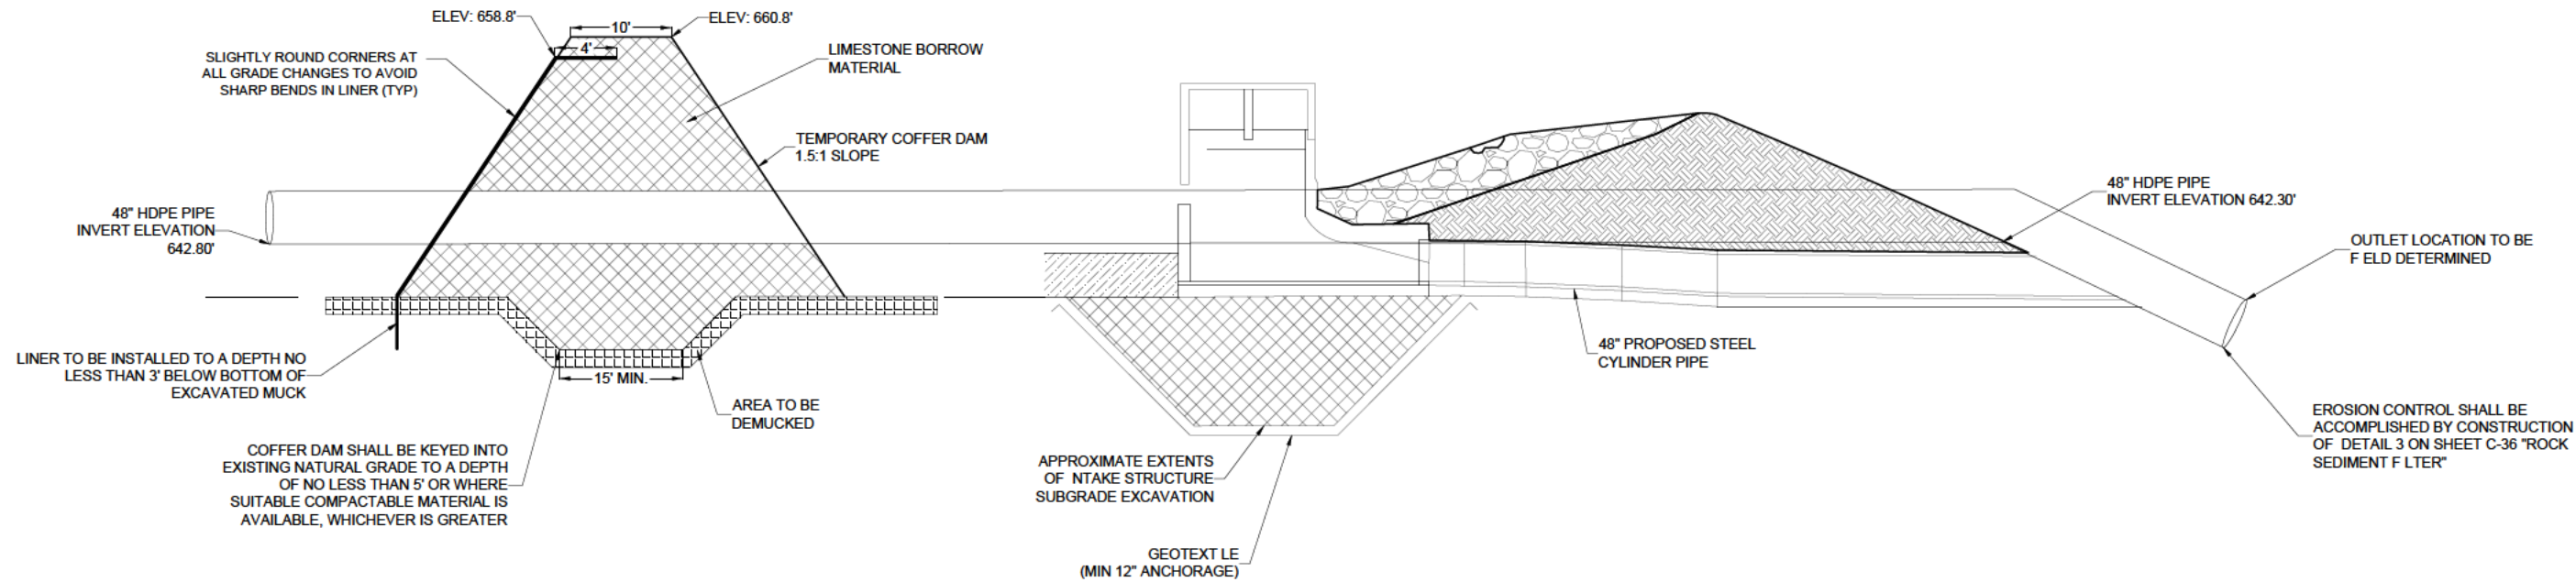 ELEV: 658.8'
10'
ELEV: 660.8'
4'
SLIGHTLY ROUND CORNERS AT
ALL GRADE CHANGES TO AVOID
SHARP BENDS IN LINER (TYP)
LIMESTONE BORROW
MATERIAL
TEMPORARY COFFER DAM
1.5:1 SLOPE
48" HDPE PIPE
INVERT ELEVATION
642.80'
48" HDPE PIPE
INVERT ELEVATION 642.30'
OUTLET LOCATION TO BE
F ELD DETERMINED
LINER TO BE INSTALLED TO A DEPTH NO
LESS THAN 3' BELOW BOTTOM OF
EXCAVATED MUCK
15' MIN.
AREA TO BE
DEMUCKED
48" PROPOSED STEEL
CYLINDER PIPE
COFFER DAM SHALL BE KEYED INTO
EXISTING NATURAL GRADE TO A DEPTH
OF NO LESS THAN 5' OR WHERE
SUITABLE COMPACTABLE MATERIAL IS
AVAILABLE, WHICHEVER IS GREATER
APPROXIMATE EXTENTS
OF NTAKE STRUCTURE
SUBGRADE EXCAVATION
EROSION CONTROL SHALL BE
ACCOMPLISHED BY CONSTRUCTION
OF DETAIL 3 ON SHEET C-36 "ROCK
SEDIMENT F LTER"
GEOTEXT LE
(MIN 12" ANCHORAGE)